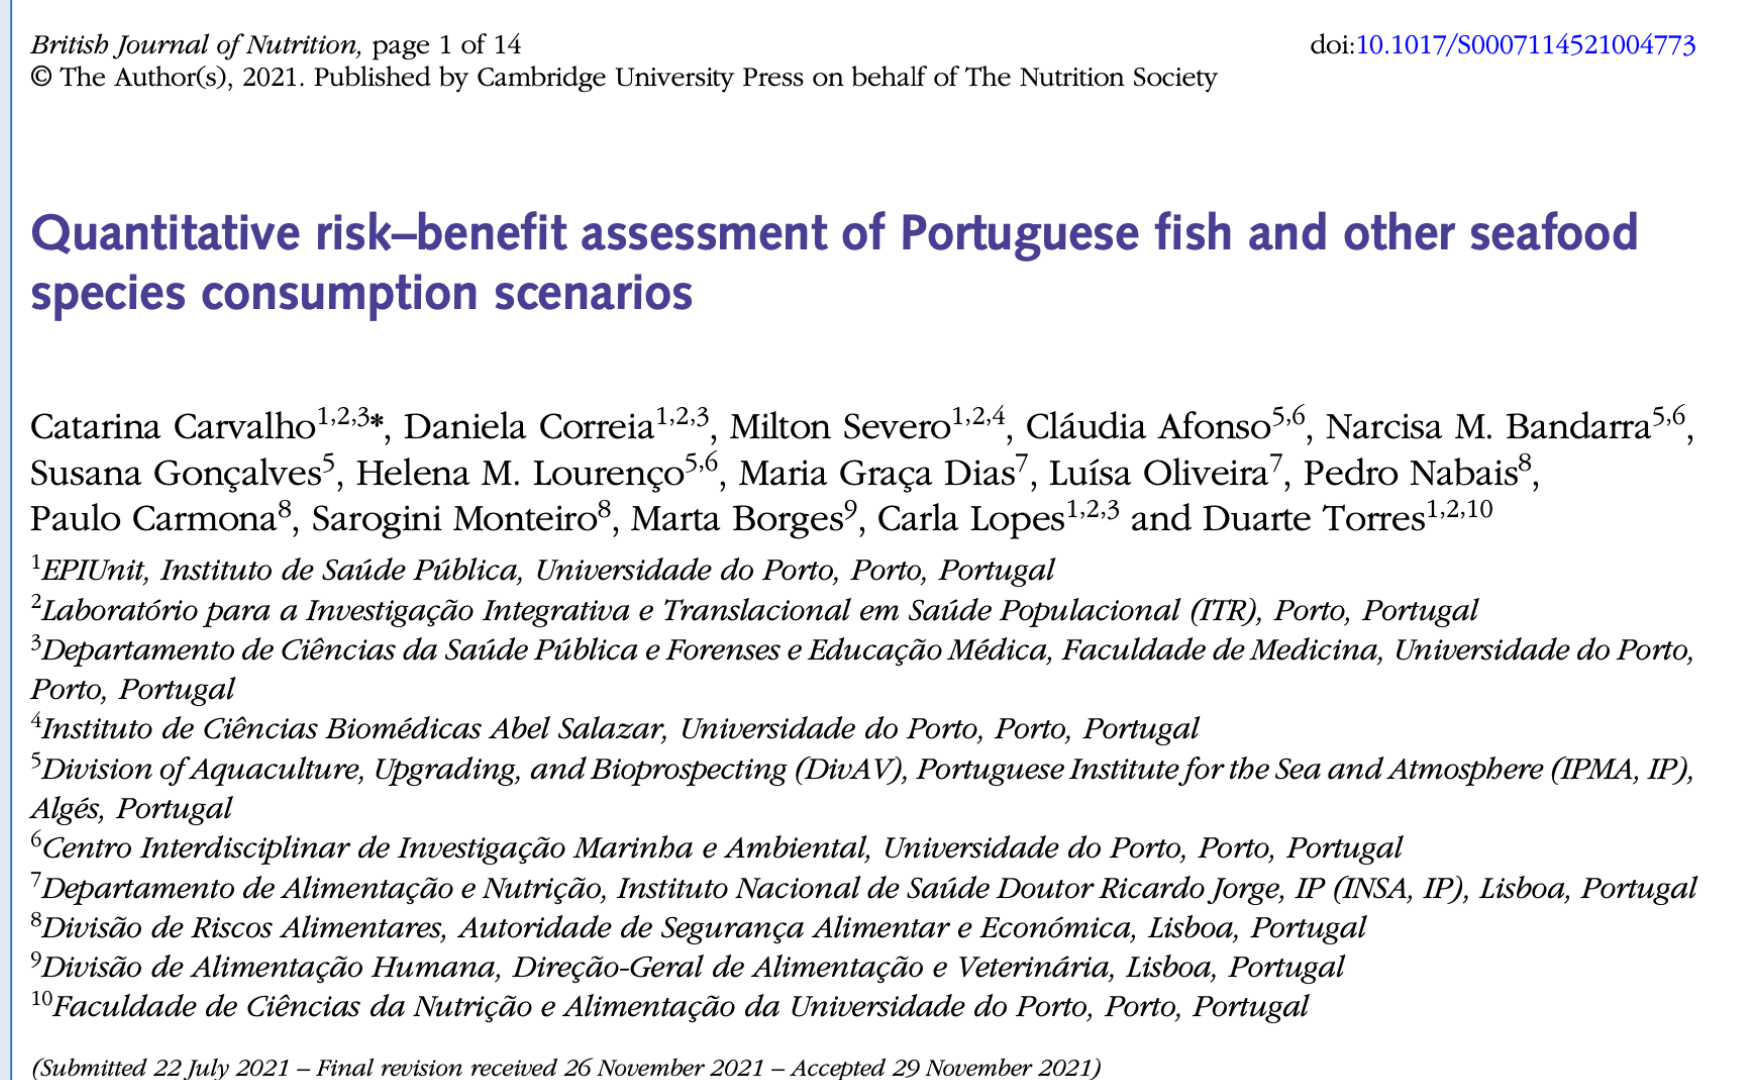 British Journal of Nutrition, page 1 of 14 doi:10.1017/S0007114521004773
© The Author(s), 2021. Published by Cambridge University Press on behalf of The Nutrition Society
Quantitative risk–benefit assessment of Portuguese fish and other seafood
species consumption scenarios
Catarina Carvalho1,2,3*, Daniela Correia1,2,3, Milton Severo1,2,4, Cláudia Afonso5,6, Narcisa M. Bandarra5,6,
Susana Gonçalves5, Helena M. Lourenço5,6, Maria Graça Dias7, Luísa Oliveira7, Pedro Nabais8,
Paulo Carmona8, Sarogini Monteiro8, Marta Borges9, Carla Lopes1,2,3 and Duarte Torres1,2,10
1EPIUnit, Instituto de Saúde Pública, Universidade do Porto, Porto, Portugal
2Laboratório para a Investigação Integrativa e Translacional em Saúde Populacional (ITR), Porto, Portugal
3Departamento de Ciências da Saúde Pública e Forenses e Educação Médica, Faculdade de Medicina, Universidade do Porto,
Porto, Portugal
4Instituto de Ciências Biomédicas Abel Salazar, Universidade do Porto, Porto, Portugal
5Division of Aquaculture, Upgrading, and Bioprospecting (DivAV), Portuguese Institute for the Sea and Atmosphere (IPMA, IP),
Algés, Portugal
6Centro Interdisciplinar de Investigação Marinha e Ambiental, Universidade do Porto, Porto, Portugal
7Departamento de Alimentação e Nutrição, Instituto Nacional de Saúde Doutor Ricardo Jorge, IP (INSA, IP), Lisboa, Portugal
8Divisão de Riscos Alimentares, Autoridade de Segurança Alimentar e Económica, Lisboa, Portugal
9Divisão de Alimentação Humana, Direção-Geral de Alimentação e Veterinária, Lisboa, Portugal
10Faculdade de Ciências da Nutrição e Alimentação da Universidade do Porto, Porto, Portugal
(Submitted 22 July 2021 – Final revision received 26 November 2021 – Accepted 29 November 2021)